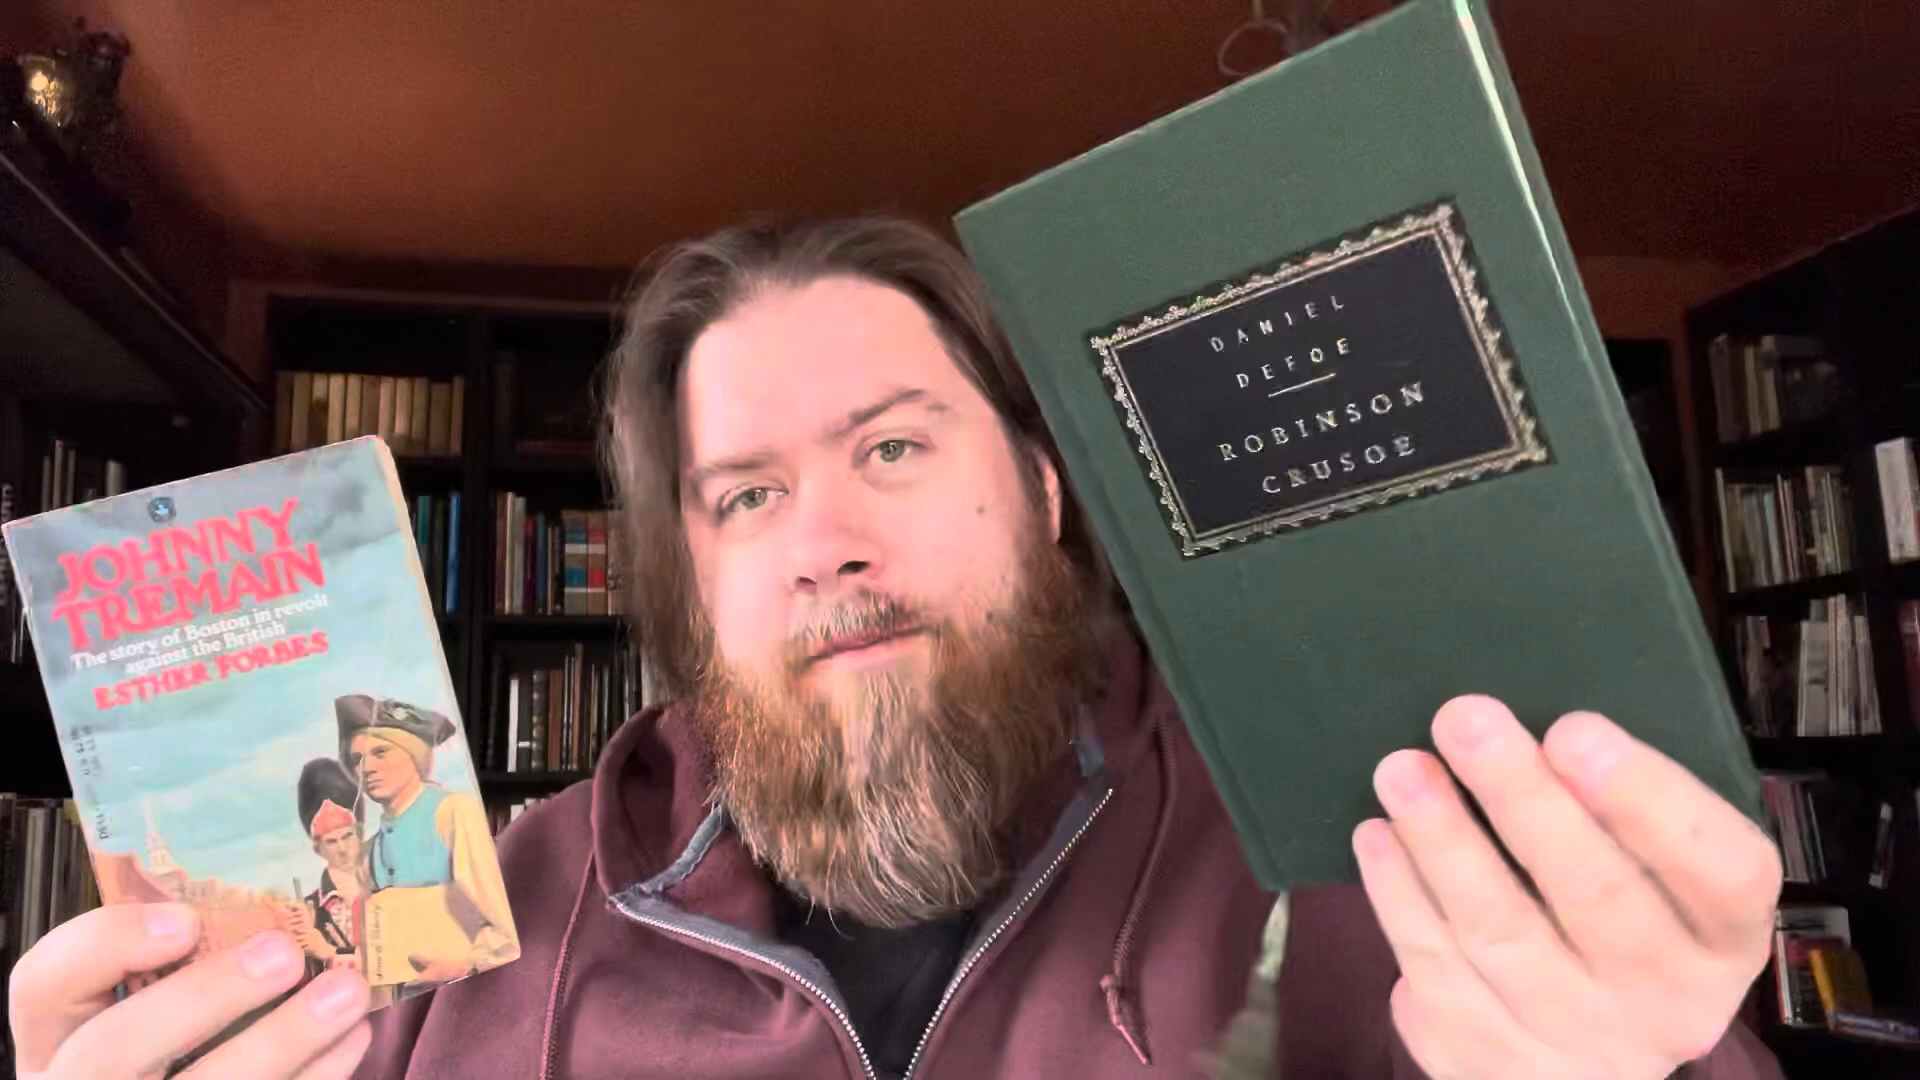 JOHNNY
TREMAIN
The story of Boston in revolt
against the British
ESTHER FORBES
DANIEL
DEFOE
ROBINSON
CRUSOE